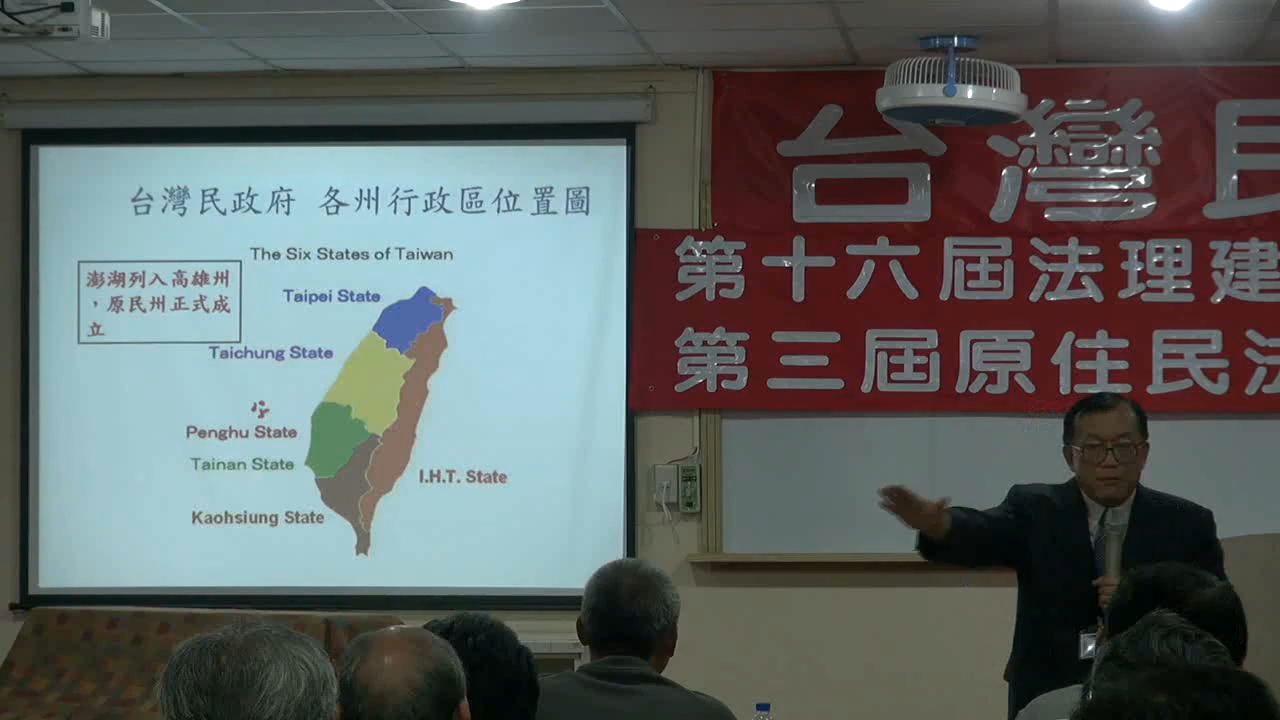 台灣民政府 各州行政區位置圖
The Six States of Taiwan
澎湖列入高雄州
，原民州正式成
立
Taipei State
Taichung State
Penghu State
Tainan State
I.H.T. State
Kaohsiung State
台灣民
第十六屆法理建
第三屆原住民法